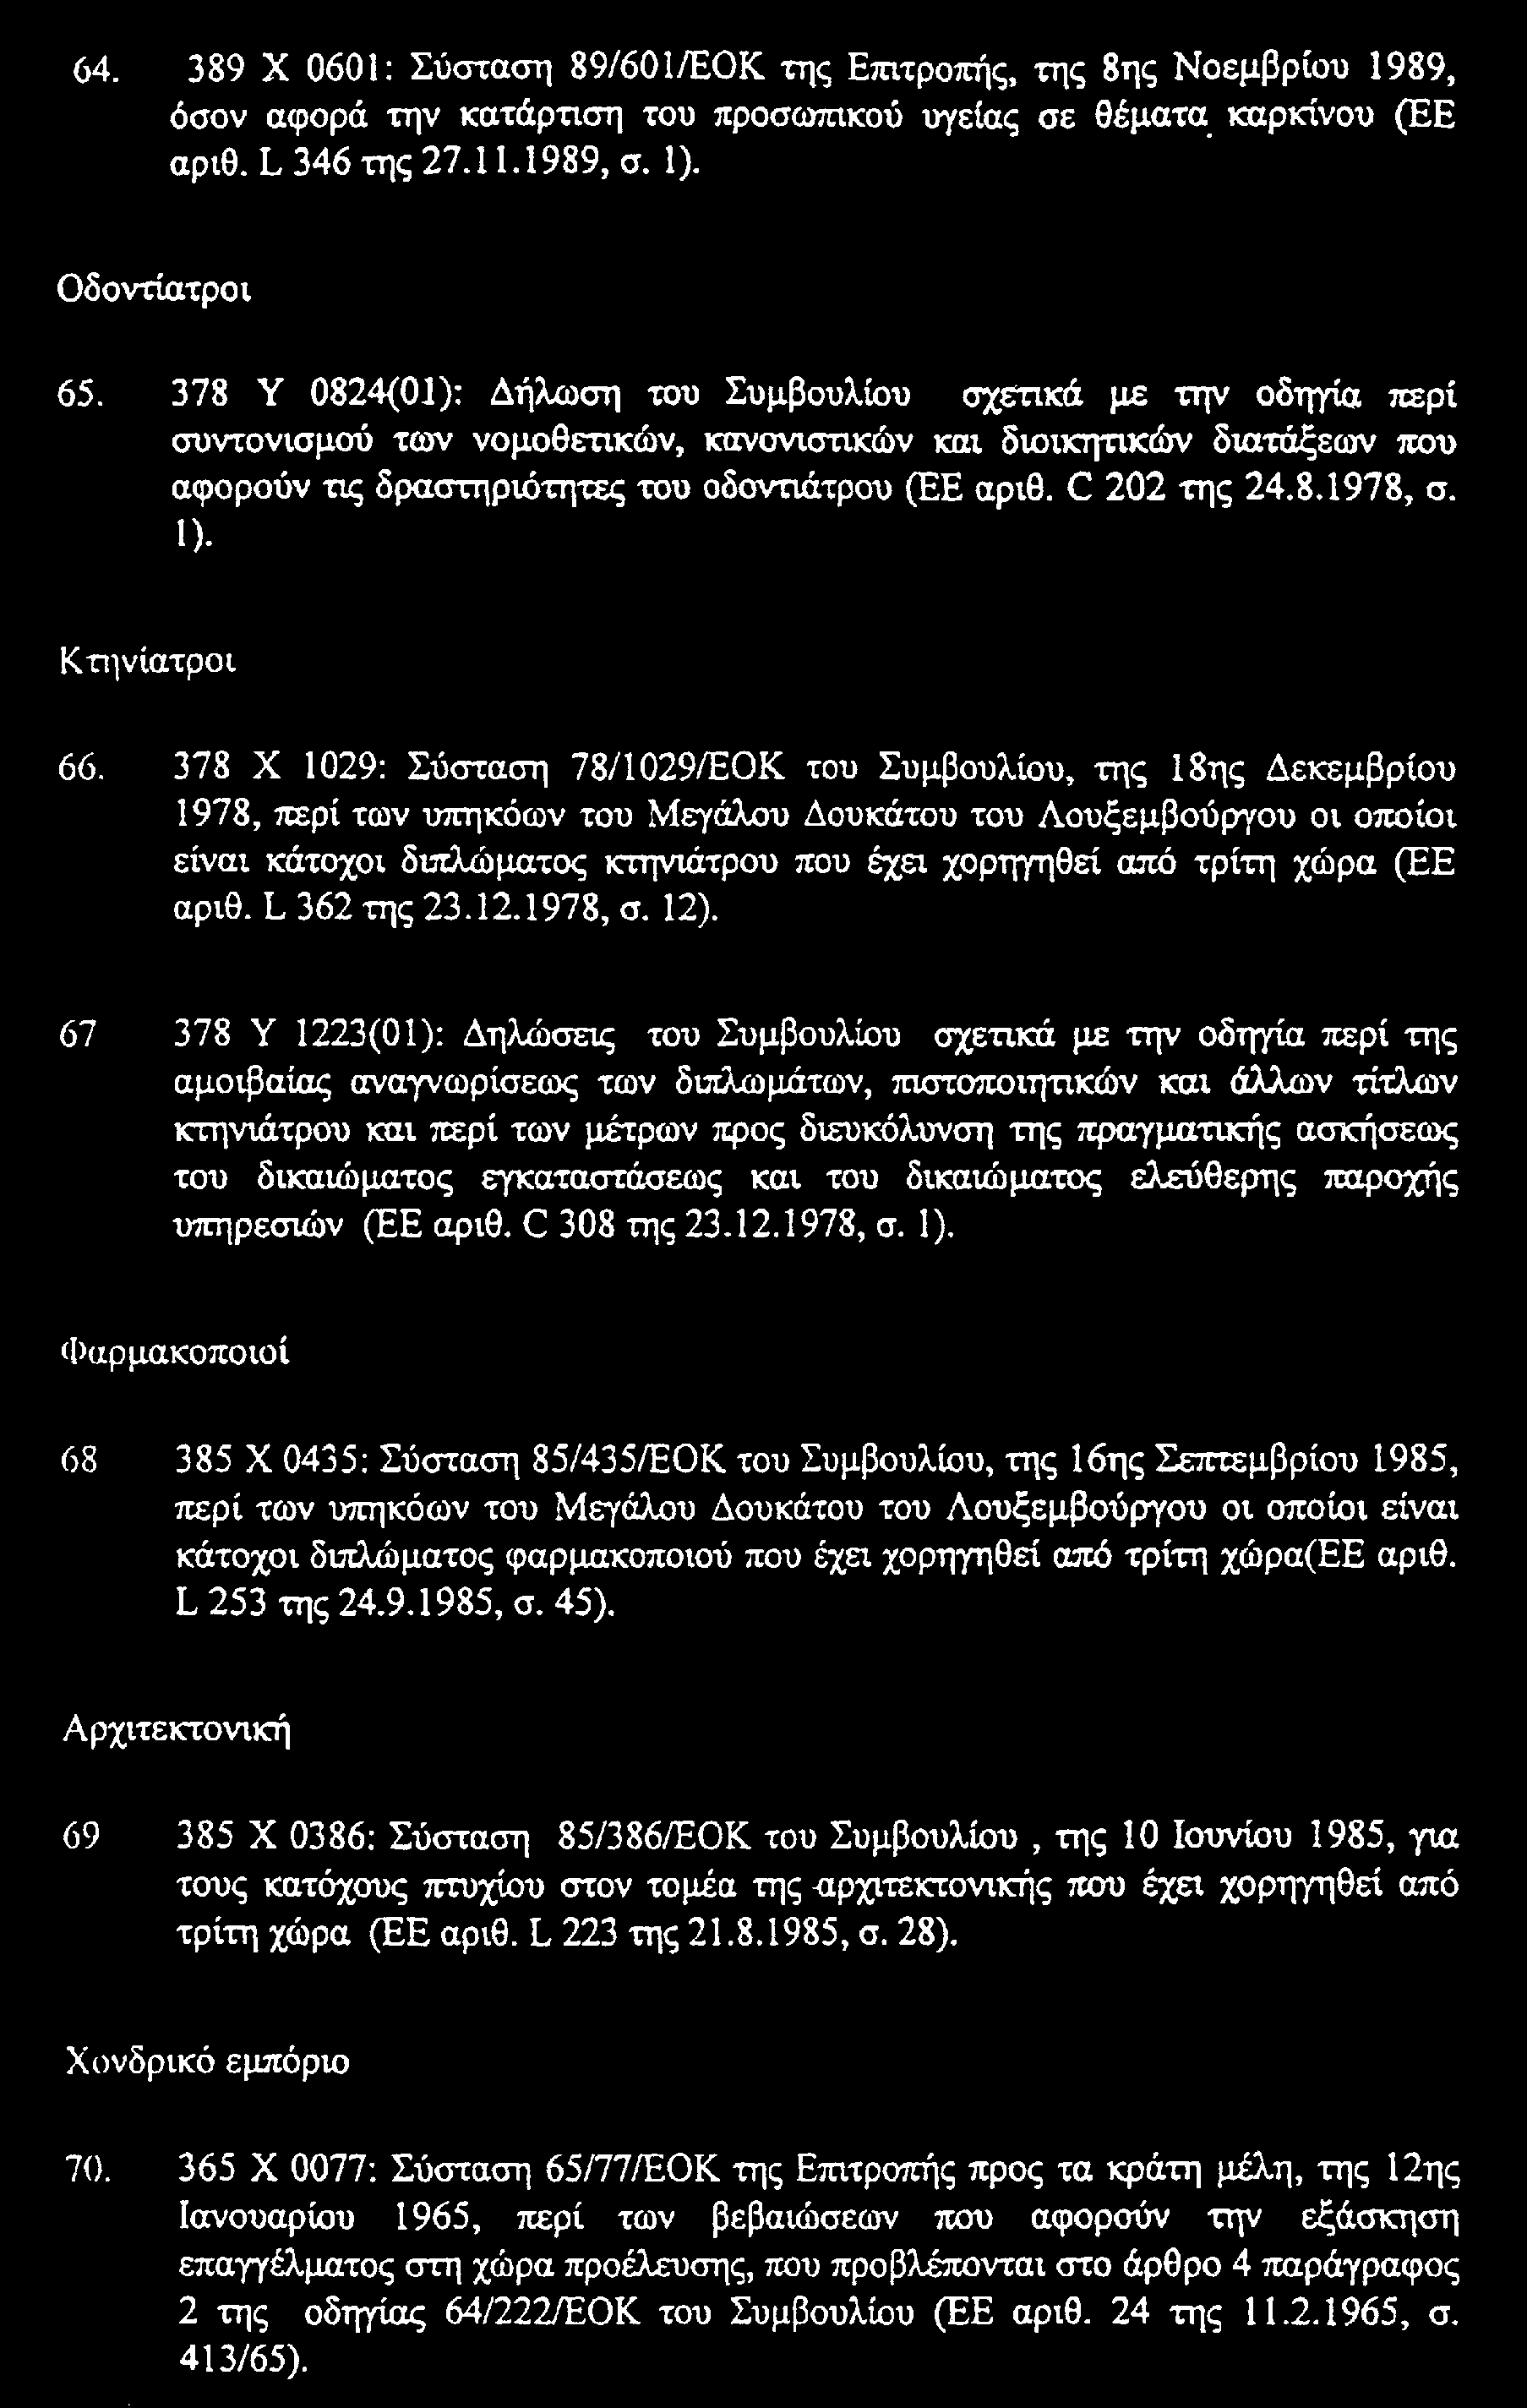 64. 389 X 0601: Σύσταση 89/601/ΕΟΚ της Επιτροπής, της 8ης Νοεμβρίου 1989,
όσον αφορά την κατάρτιση του προσωπικού υγείας σε θέματα καρκίνου (ΕΕ
αριθ. L 346 της 27.11.1989, σ. 1).
Οδοντίατροι
65. 378 Υ 0824(01): Δήλωση του Συμβουλίου σχετικά με την οδηγία περί
συντονισμού των νομοθετικών, κανονιστικών και διοικητικών διατάξεων που
αφορούν τις δραστηριότητες του οδοντιάτρου (ΕΕ αριθ. C 202 της 24.8.1978, σ.
1).
Κτηνίατροι
66. 378 X 1029: Σύσταση 78/1029/ΕΟΚ του Συμβουλίου, της 18ης Δεκεμβρίου
1978, περί των υπηκόων του Μεγάλου Δουκάτου του Λουξεμβούργου οι οποίοι
είναι κάτοχοι διπλώματος κτηνιάτρου που έχει χορηγηθεί από τρίτη χώρα (ΕΕ
αριθ. L 362 της 23.12.1978, σ. 12).
67 378 Υ 1223(01): Δηλώσεις του Συμβουλίου σχετικά με την οδηγία περί της
αμοιβαίας αναγνωρίσεως των διπλωμάτων, πιστοποιητικών και άλλων τίτλων
κτηνιάτρου και περί των μέτρων προς διευκόλυνση της πραγματικής ασκήσεως
του δικαιώματος εγκαταστάσεως και του δικαιώματος ελεύθερης παροχής
υπηρεσιών (ΕΕ αριθ. C 308 της 23.12.1978, σ. 1).
Φαρμακοποιοί
68 385 X 0435: Σύσταση 85/435/ΕΟΚ του Συμβουλίου, της 16ης Σεπτεμβρίου 1985,
περί των υπηκόων του Μεγάλου Δουκάτου του Λουξεμβούργου οι οποίοι είναι
κάτοχοι διπλώματος φαρμακοποιού που έχει χορηγηθεί από τρίτη χώρα(ΕΕ αριθ.
L 253 της 24.9.1985, σ. 45).
Αρχιτεκτονική
69 385 X 0386: Σύσταση 85/386/ΕΟΚ του Συμβουλίου , της 10 Ιουνίου 1985, για
τους κατόχους πτυχίου στον τομέα της αρχιτεκτονικής που έχει χορηγηθεί από
τρίτη χώρα (ΕΕ αριθ. L 223 της 21.8.1985, σ. 28).
Χονδρικό εμπόριο
70. 365 X 0077: Σύσταση 65/77/ΕΟΚ της Επιτροπής προς τα κράτη μέλη, της 12ης
Ιανουαρίου 1965, περί των βεβαιώσεων που αφορούν την εξάσκηση
επαγγέλματος στη χώρα προέλευσης, που προβλέπονται στο άρθρο 4 παράγραφος
2 της οδηγίας 64/222/ΕΟΚ του Συμβουλίου (ΕΕ αριθ. 24 της 11.2.1965, σ.
413/65).